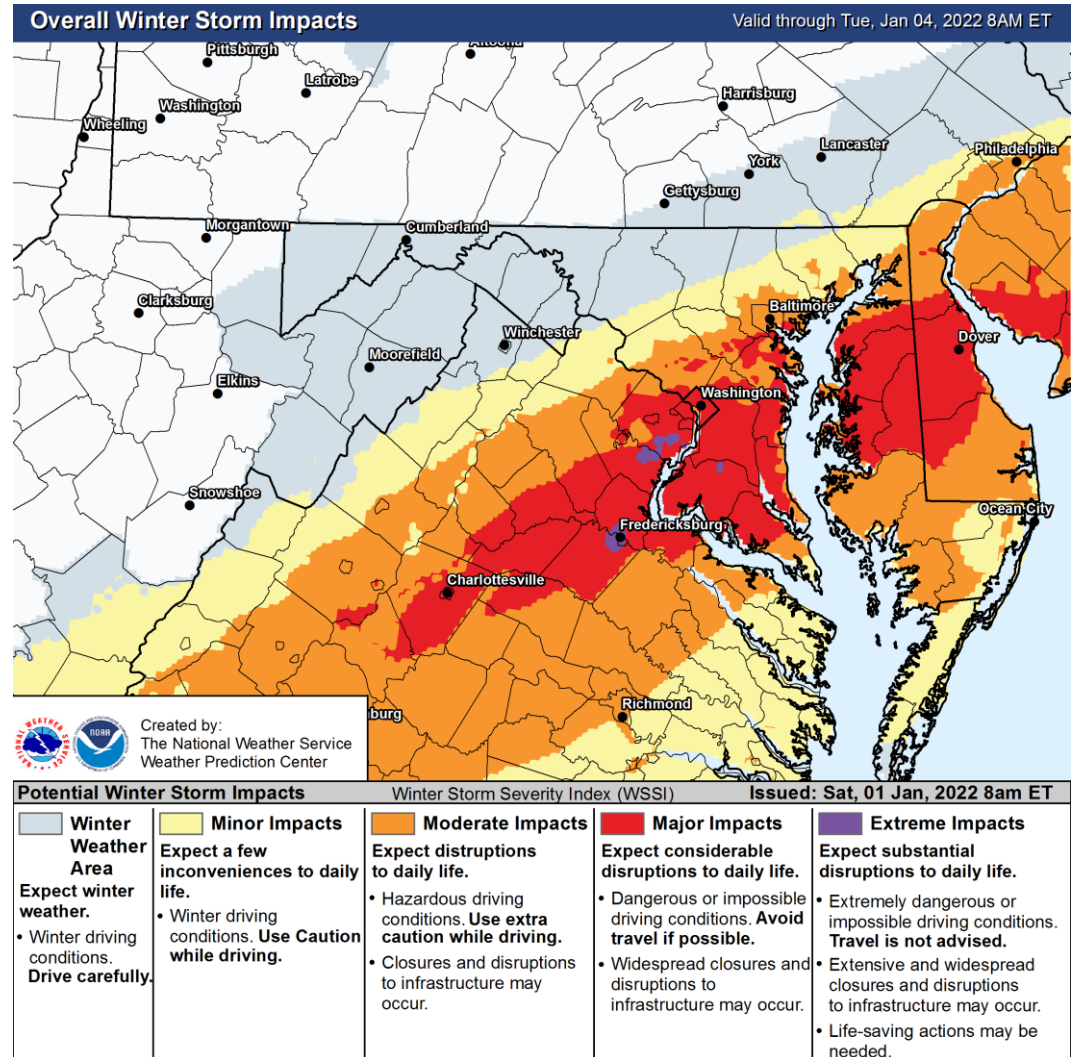 Overall Winter Storm Impacts
Valid through Tue, Jan 04, 2022 8AM ET
Pittsburgh
Altoona
Latrobe
Harrisburg
Washington
Wheeling
Lancaster
Philadelphia
York
Gettysburg
Morgantown
Cumberland
Clarksburg
Baltimore
Winchester
Dover
Moorefield
Elkins
Washington
Snowshoe
Ocean City
Fredericksburg
Charlottesville
Richmond
burg
NATIONAL WEATHER SERVICE
NOAA
Created by:
The National Weather Service
Weather Prediction Center
Potential Winter Storm Impacts
Winter Storm Severity Index (WSSI)
Issued: Sat, 01 Jan, 2022 8am ET
Winter
Weather
Area
Expect winter
weather.
• Winter driving
conditions.
Drive carefully.
Minor Impacts
Expect a few
inconveniences to daily
life.
• Winter driving
conditions. Use Caution
while driving.
Moderate Impacts
Expect distruptions
to daily life.
• Hazardous driving
conditions. Use extra
caution while driving.
• Closures and disruptions
to infrastructure may
occur.
Major Impacts
Expect considerable
disruptions to daily life.
• Dangerous or impossible
driving conditions. Avoid
travel if possible.
• Widespread closures and
disruptions to
infrastructure may occur.
Extreme Impacts
Expect substantial
disruptions to daily life.
• Extremely dangerous or
impossible driving conditions.
Travel is not advised.
• Extensive and widespread
closures and disruptions
to infrastructure may occur.
• Life-saving actions may be
needed.